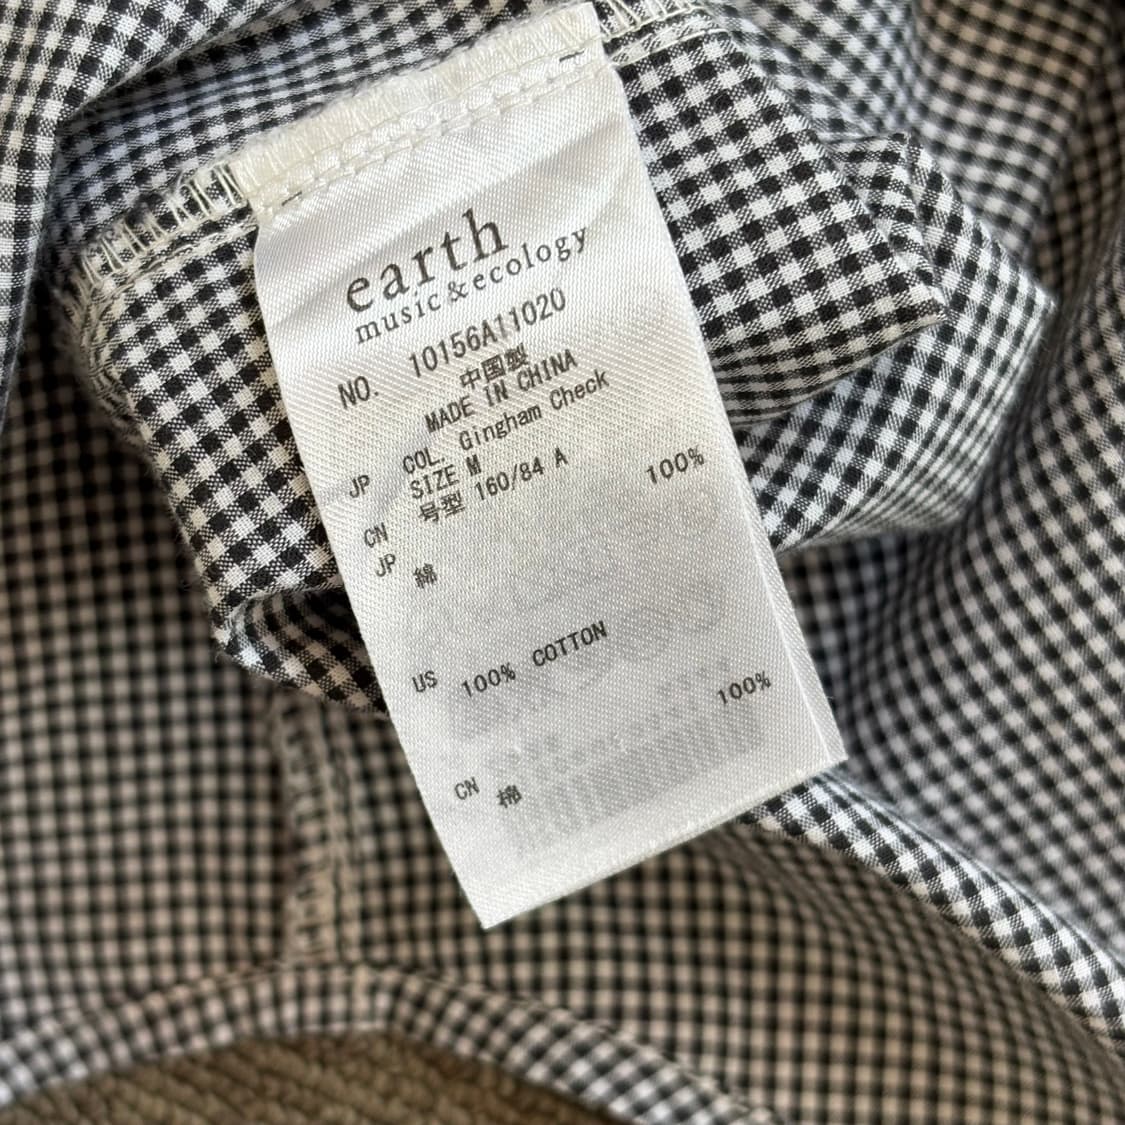 earth
music&ecology
NO. 10156A11020
中国製
MADE IN CHINA
JP COL. Gingham Check
SIZE M
CN 号型 160/84 A
JP 綿 100%
US 100% COTTON
CN 棉 100%